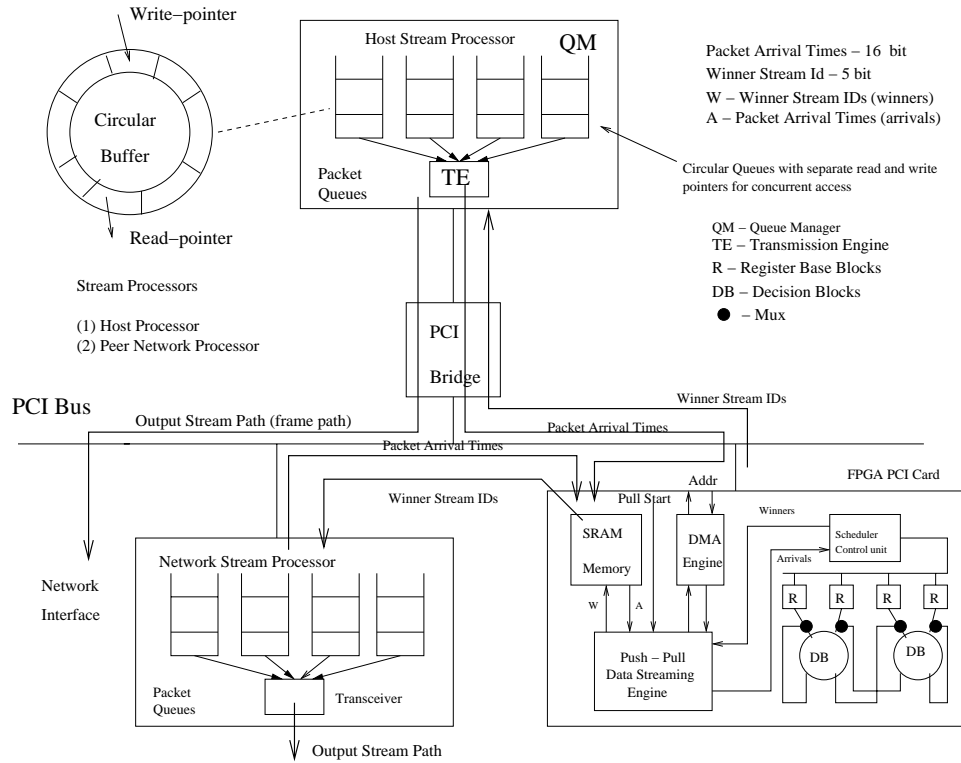 Write−pointer
Circular
Buffer
Read−pointer
Host Stream Processor
QM
Packet
Queues
TE
Packet Arrival Times − 16 bit
Winner Stream Id − 5 bit
W − Winner Stream IDs (winners)
A − Packet Arrival Times (arrivals)
Circular Queues with separate read and write
pointers for concurrent access
QM − Queue Manager
TE − Transmission Engine
R − Register Base Blocks
DB − Decision Blocks
− Mux
Stream Processors
(1) Host Processor
(2) Peer Network Processor
PCI
Bridge
PCI Bus
Output Stream Path (frame path)
Winner Stream IDs
Packet Arrival Times
Packet Arrival Times
Winner Stream IDs
Network
Interface
Network Stream Processor
Packet
Queues
Transceiver
Output Stream Path
FPGA PCI Card
Pull Start
Addr
SRAM
Memory
DMA
Engine
Winners
Arrivals
Scheduler
Control unit
W
A
R
R
R
R
DB
DB
Push − Pull
Data Streaming
Engine